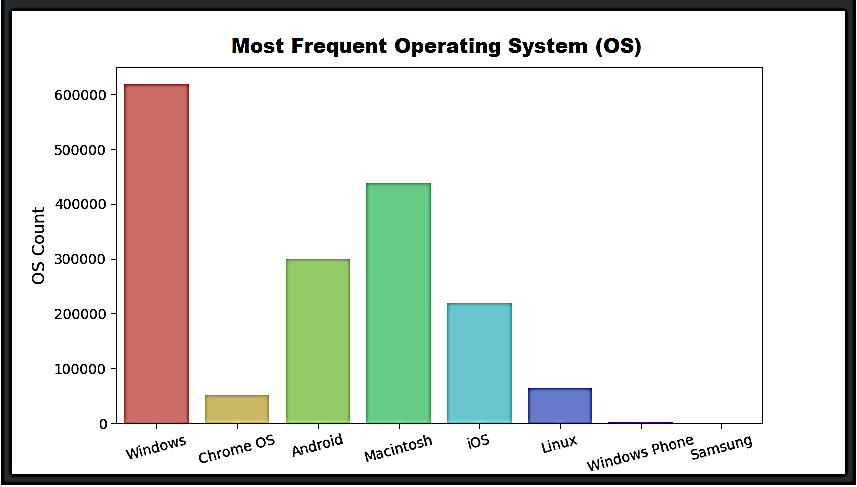 Most Frequent Operating System (OS)
OS Count
600000
500000
400000
300000
200000
100000
0
Windows
Chrome OS
Android
Macintosh
iOS
Linux
Windows Phone
Samsung